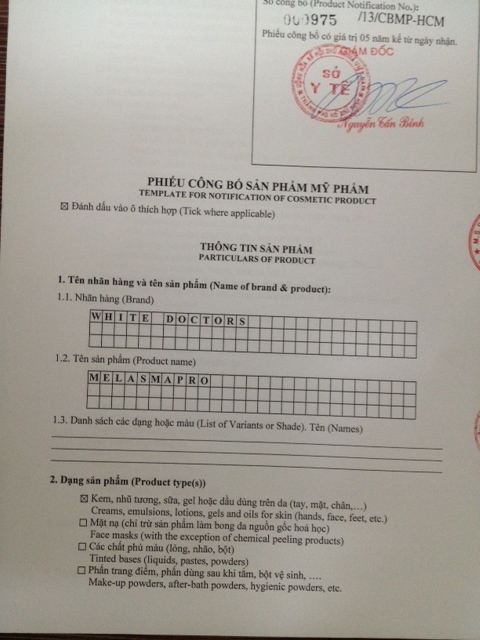 Số công bố (Product Notification No.):
000975 /13/CBMP-HCM
Phiếu công bố có giá trị 05 năm kể từ ngày nhận.
GIÁM ĐỐC
SỞ
Y TẾ
Nguyễn Tấn Bỉnh
PHIẾU CÔNG BỐ SẢN PHẨM MỸ PHẨM
TEMPLATE FOR NOTIFICATION OF COSMETIC PRODUCT
☒ Đánh dấu vào ô thích hợp (Tick where applicable)
THÔNG TIN SẢN PHẨM
PARTICULARS OF PRODUCT
1. Tên nhãn hàng và tên sản phẩm (Name of brand & product):
1.1. Nhãn hàng (Brand)
WHITE DOCTORS
1.2. Tên sản phẩm (Product name)
MELASMAPRO
1.3. Danh sách các dạng hoặc màu (List of Variants or Shade). Tên (Names)
2. Dạng sản phẩm (Product type(s))
☒ Kem, nhũ tương, sữa, gel hoặc dầu dùng trên da (tay, mặt, chân,....)
Creams, emulsions, lotions, gels and oils for skin (hands, face, feet, etc.)
☐ Mặt nạ (chỉ trừ sản phẩm làm bong da nguồn gốc hoá học)
Face masks (with the exception of chemical peeling products)
☐ Các chất phủ màu (lỏng, nhão, bột)
Tinted bases (liquids, pastes, powders)
☐ Phấn trang điểm, phấn dùng sau khi tắm, bột vệ sinh, ....
Make-up powders, after-bath powders, hygienic powders, etc.